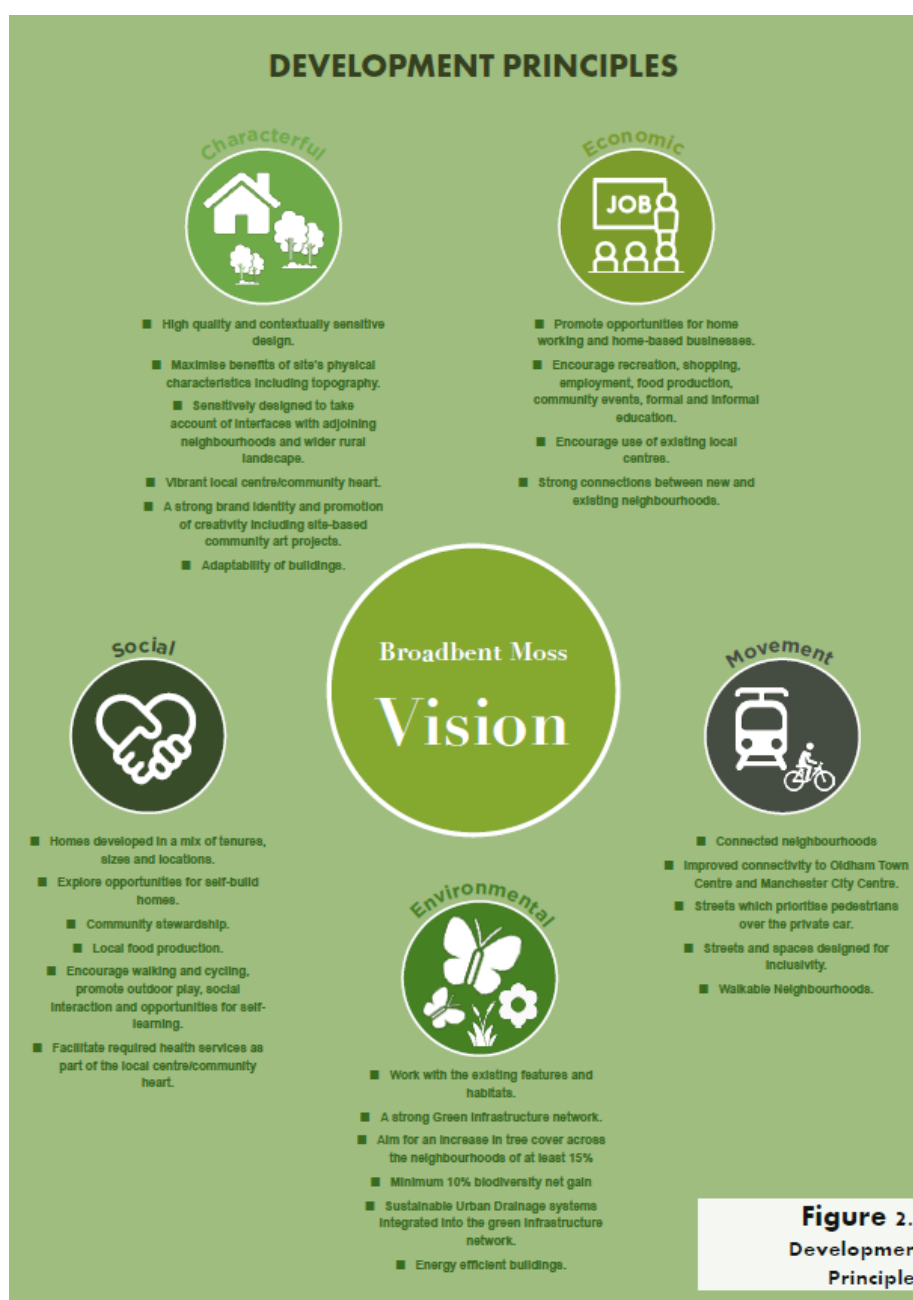 DEVELOPMENT PRINCIPLES
Characterful
■ High quality and contextually sensitive
design.
■ Maximise benefits of site's physical
characteristics including topography.
■ Sensitively designed to take
account of interfaces with adjoining
neighbourhoods and wider rural
landscape.
■ Vibrant local centre/community heart.
■ A strong brand identity and promotion
of creativity including site-based
community art projects.
■ Adaptability of buildings.
Economic
JOB
■ Promote opportunities for home
working and home-based businesses.
■ Encourage recreation, shopping,
employment, food production,
community events, formal and informal
education.
■ Encourage use of existing local
centres.
■ Strong connections between new and
existing neighbourhoods.
Broadbent Moss
Vision
Social
■ Homes developed in a mix of tenures,
sizes and locations.
■ Explore opportunities for self-build
homes.
■ Community stewardship.
■ Local food production.
■ Encourage walking and cycling,
promote outdoor play, social
interaction and opportunities for self-
learning.
■ Facilitate required health services as
part of the local centre/community
heart.
Environmental
■ Work with the existing features and
habitats.
■ A strong Green Infrastructure network.
■ Aim for an increase in tree cover across
the neighbourhoods of at least 15%
■ Minimum 10% biodiversity net gain
■ Sustainable Urban Drainage systems
integrated into the green infrastructure
network.
■ Energy efficient buildings.
Movement
■ Connected neighbourhoods
■ Improved connectivity to Oldham Town
Centre and Manchester City Centre.
■ Streets which prioritise pedestrians
over the private car.
■ Streets and spaces designed for
inclusivity.
■ Walkable Neighbourhoods.
Figure 2.
Developmen
Principle